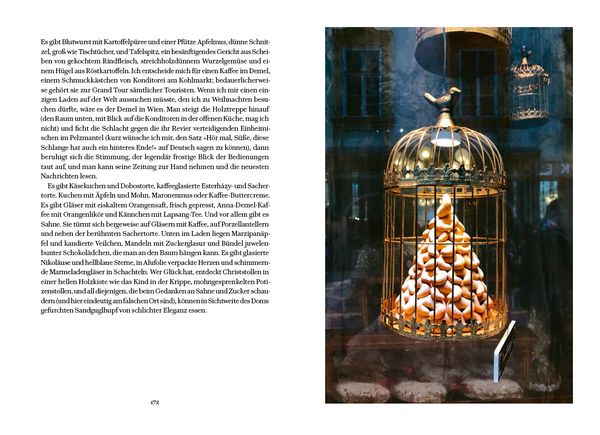 Es gibt Blutwurst mit Kartoffelpüree und einer Pfütze Apfelmus, dünne Schnit-
zel, groß wie Tischtücher, und Tafelspitz, ein besänftigendes Gericht aus Schei-
ben von gekochtem Rindfleisch, streichholzdünnem Wurzelgemüse und ei-
nem Hügel aus Röstkartoffeln. Ich entscheide mich für einen Kaffee im Demel,
einem Schmuckkästchen von Konditorei am Kohlmarkt; bedauerlicherwei-
se gehört sie zur Grand Tour sämtlicher Touristen. Wenn ich mir einen ein-
zigen Laden auf der Welt aussuchen müsste, den ich zu Weihnachten besu-
chen dürfte, wäre es der Demel in Wien. Man steigt die Holztreppe hinauf
(den Raum unten, mit Blick auf die Konditoren in der offenen Küche, mag ich
nicht) und ficht die Schlacht gegen die ihr Revier verteidigenden Einheimi-
schen im Pelzmantel (kurz wünsche ich mir, den Satz »Hör mal, Süße, diese
Schlange hat auch ein hinteres Ende!« auf Deutsch sagen zu können), dann
beruhigt sich die Stimmung, der legendär frostige Blick der Bedienungen
taut auf, und man kann seine Zeitung zur Hand nehmen und die neuesten
Nachrichten lesen.
Es gibt Käsekuchen und Dobostorte, kaffeeglasierte Esterházy- und Sacher-
torte. Kuchen mit Äpfeln und Mohn, Maronenmus oder Kaffee-Buttercreme.
Es gibt Gläser mit eiskaltem Orangensaft, frisch gepresst, Anna-Demel-Kaf-
fee mit Orangenlikör und Kännchen mit Lapsang-Tee. Und vor allem gibt es
Sahne. Sie türmt sich bergeweise auf Gläsern mit Kaffee, auf Porzellantellern
und neben der berühmten Sachertorte. Unten im Laden liegen Marzipanäp-
fel und kandierte Veilchen, Mandeln mit Zuckerglasur und Bündel juwelen-
bunter Schokolädchen, die man an den Baum hängen kann. Es gibt glasierte
Nikoläuse und hellblaue Sterne, in Alufolie verpackte Herzen und schimmern-
de Marmeladengläser in Schachteln. Wer Glück hat, entdeckt Christstollen in
einer hellen Holzkiste wie das Kind in der Krippe, mohngesprenkelten Poti-
zenstollen, und all diejenigen, die beim Gedanken an Sahne und Zucker schau-
dern (und hier eindeutig am falschen Ort sind), können in Sichtweite des Doms
gefurchten Sandguglhupf von schlichter Eleganz essen.
172